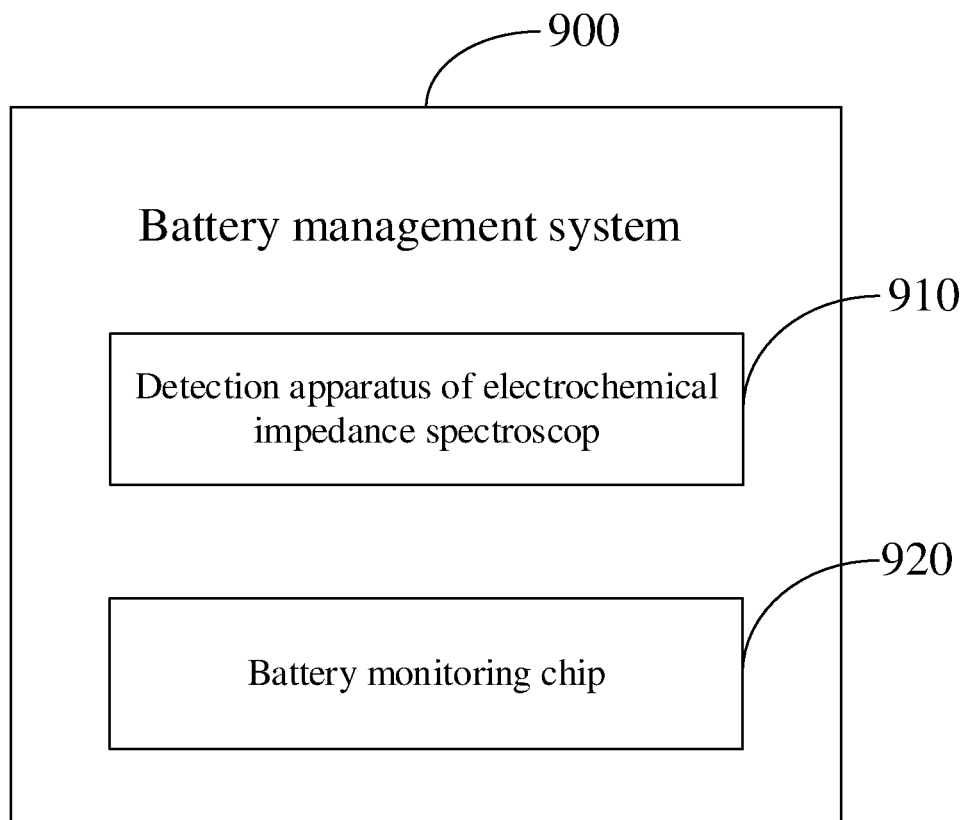 900
Battery management system
910
Detection apparatus of electrochemical
impedance spectroscop
920
Battery monitoring chip